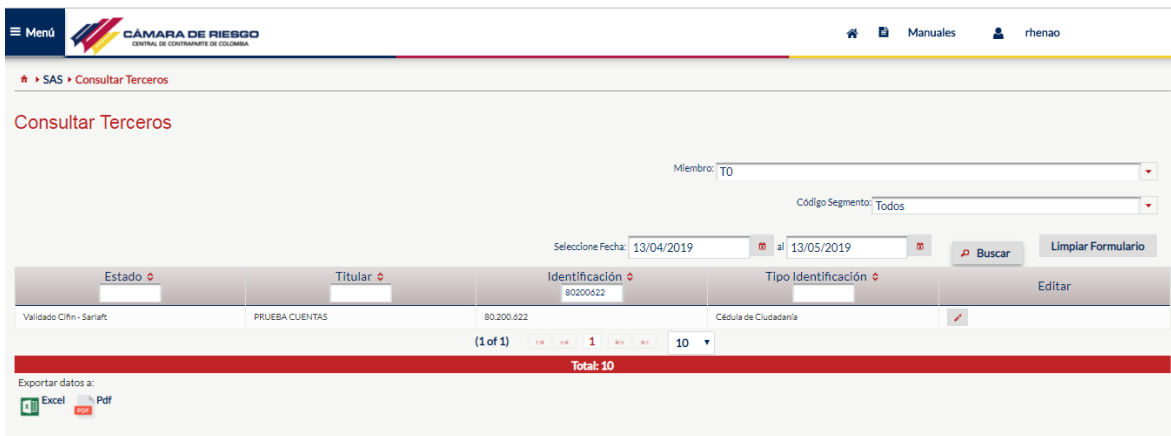 Menú
CÁMARA DE RIESGO
CENTRAL DE CONTRAPARTE DE COLOMBIA
Manuales
rhenao
SAS Consultar Terceros
Consultar Terceros
Miembro: T0
Código Segmento: Todos
Seleccione Fecha: 13/04/2019 al 13/05/2019 Buscar Limpiar Formulario
Estado Titular Identificación Tipo Identificación Editar
80200622
Validado Cifin - Sarlaft PRUEBA CUENTAS 80.200.622 Cédula de Ciudadanía
(1 of 1) 1 10
Total: 10
Exportar datos a:
Excel PDF Pdf